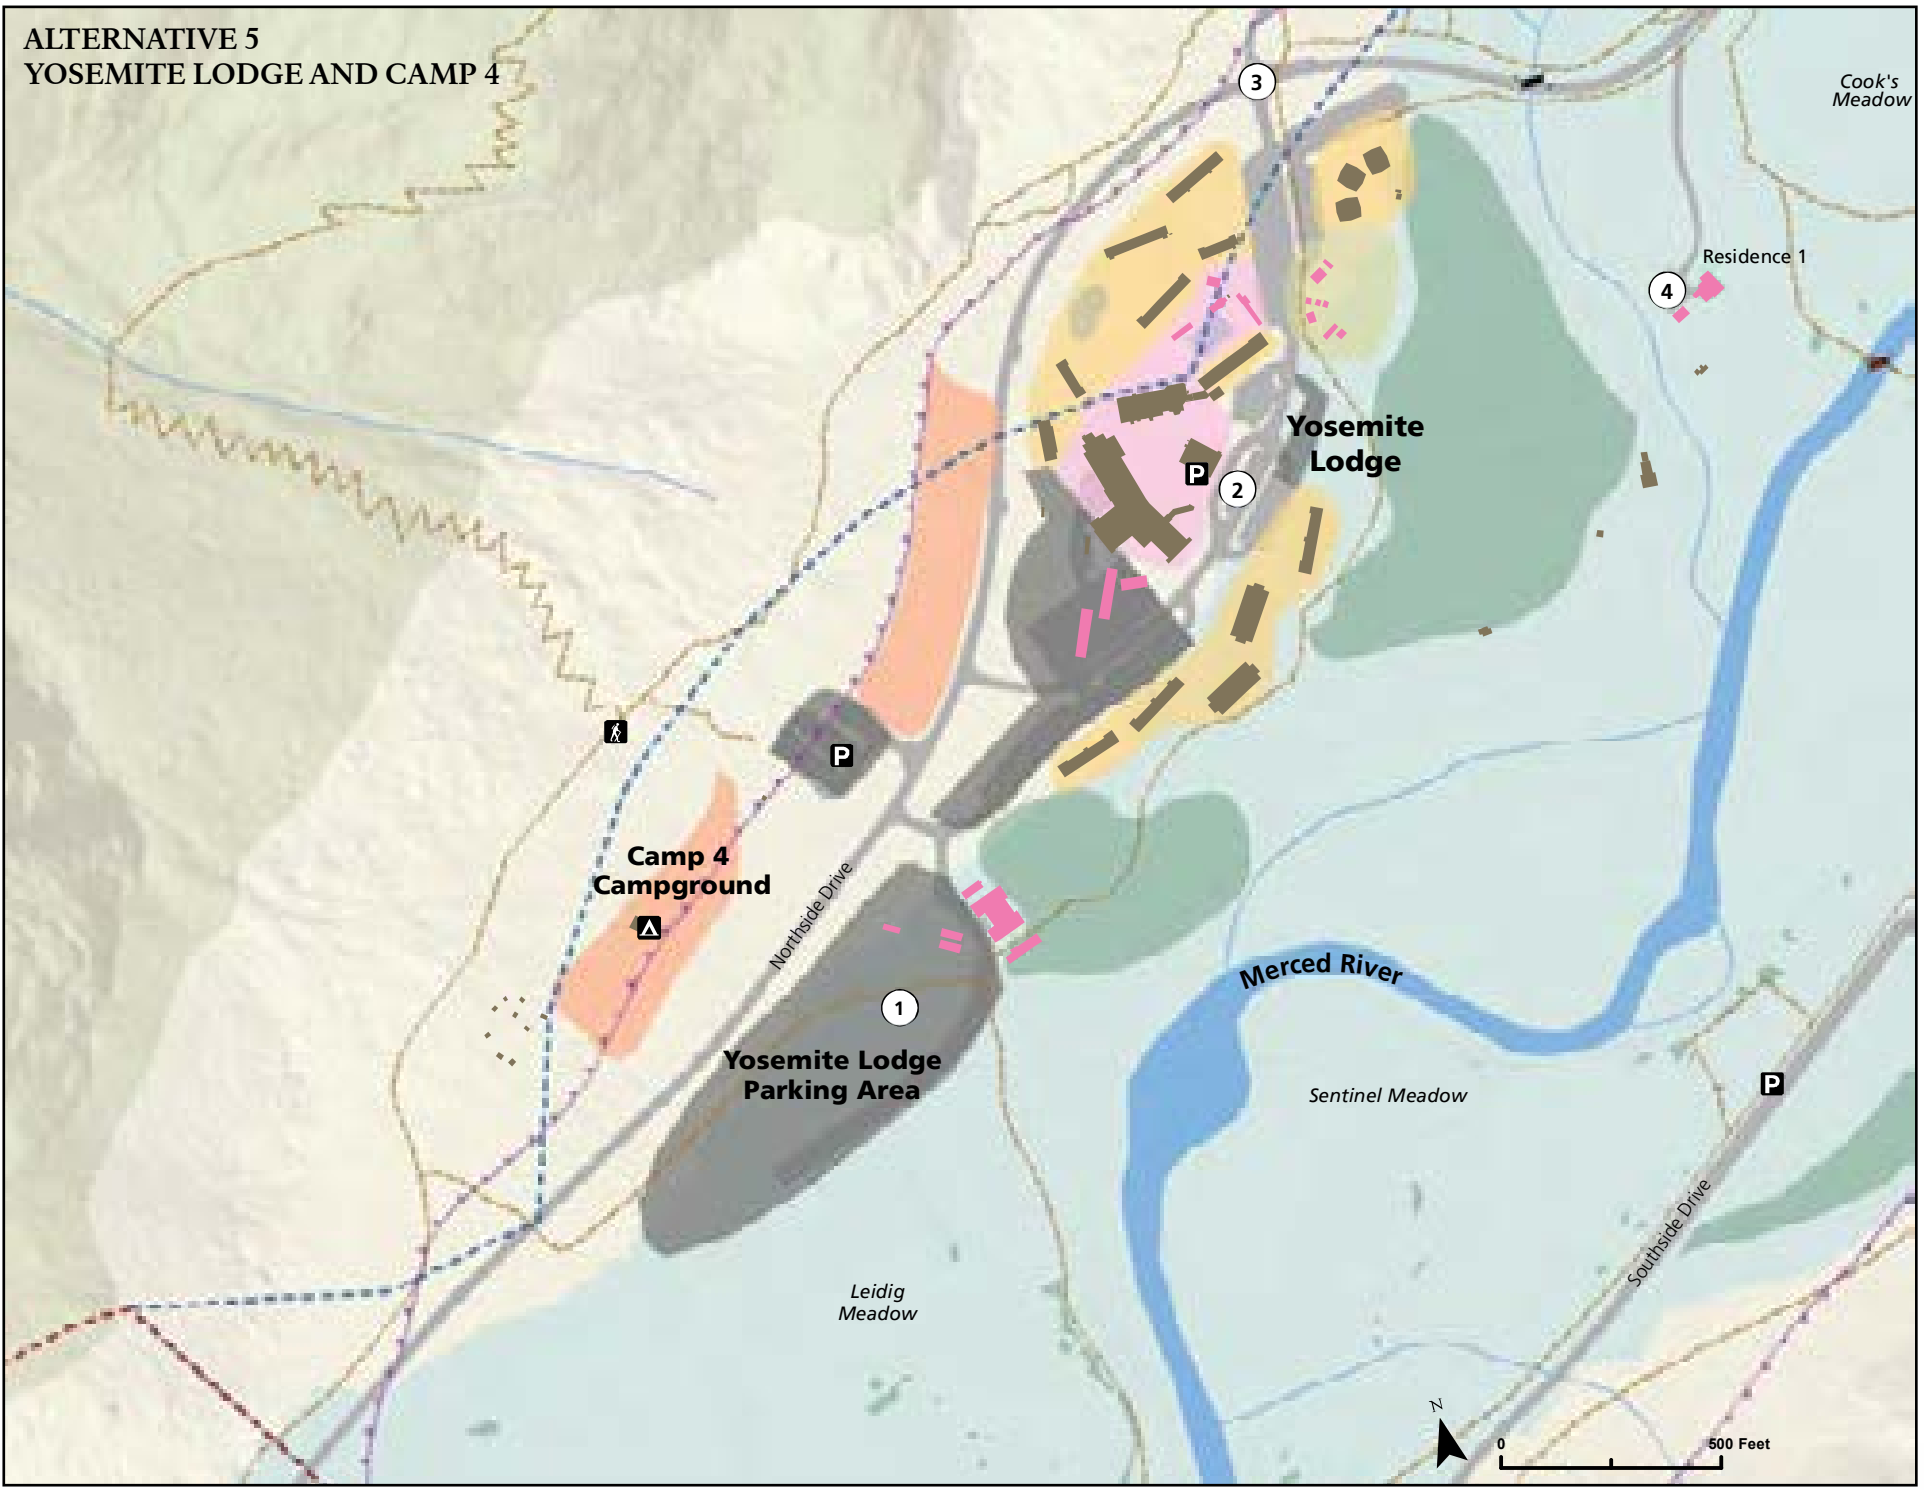 ALTERNATIVE 5
YOSEMITE LODGE AND CAMP 4
3
Cook's
Meadow
Residence 1
4
Yosemite
Lodge
P
2
P
Camp 4
Campground
Northside Drive
Merced River
1
Yosemite Lodge
Parking Area
Sentinel Meadow
P
Southside Drive
Leidig
Meadow
N
0
500 Feet